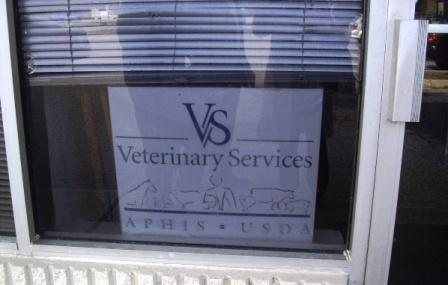 VS
Veterinary Services
APHIS • USDA